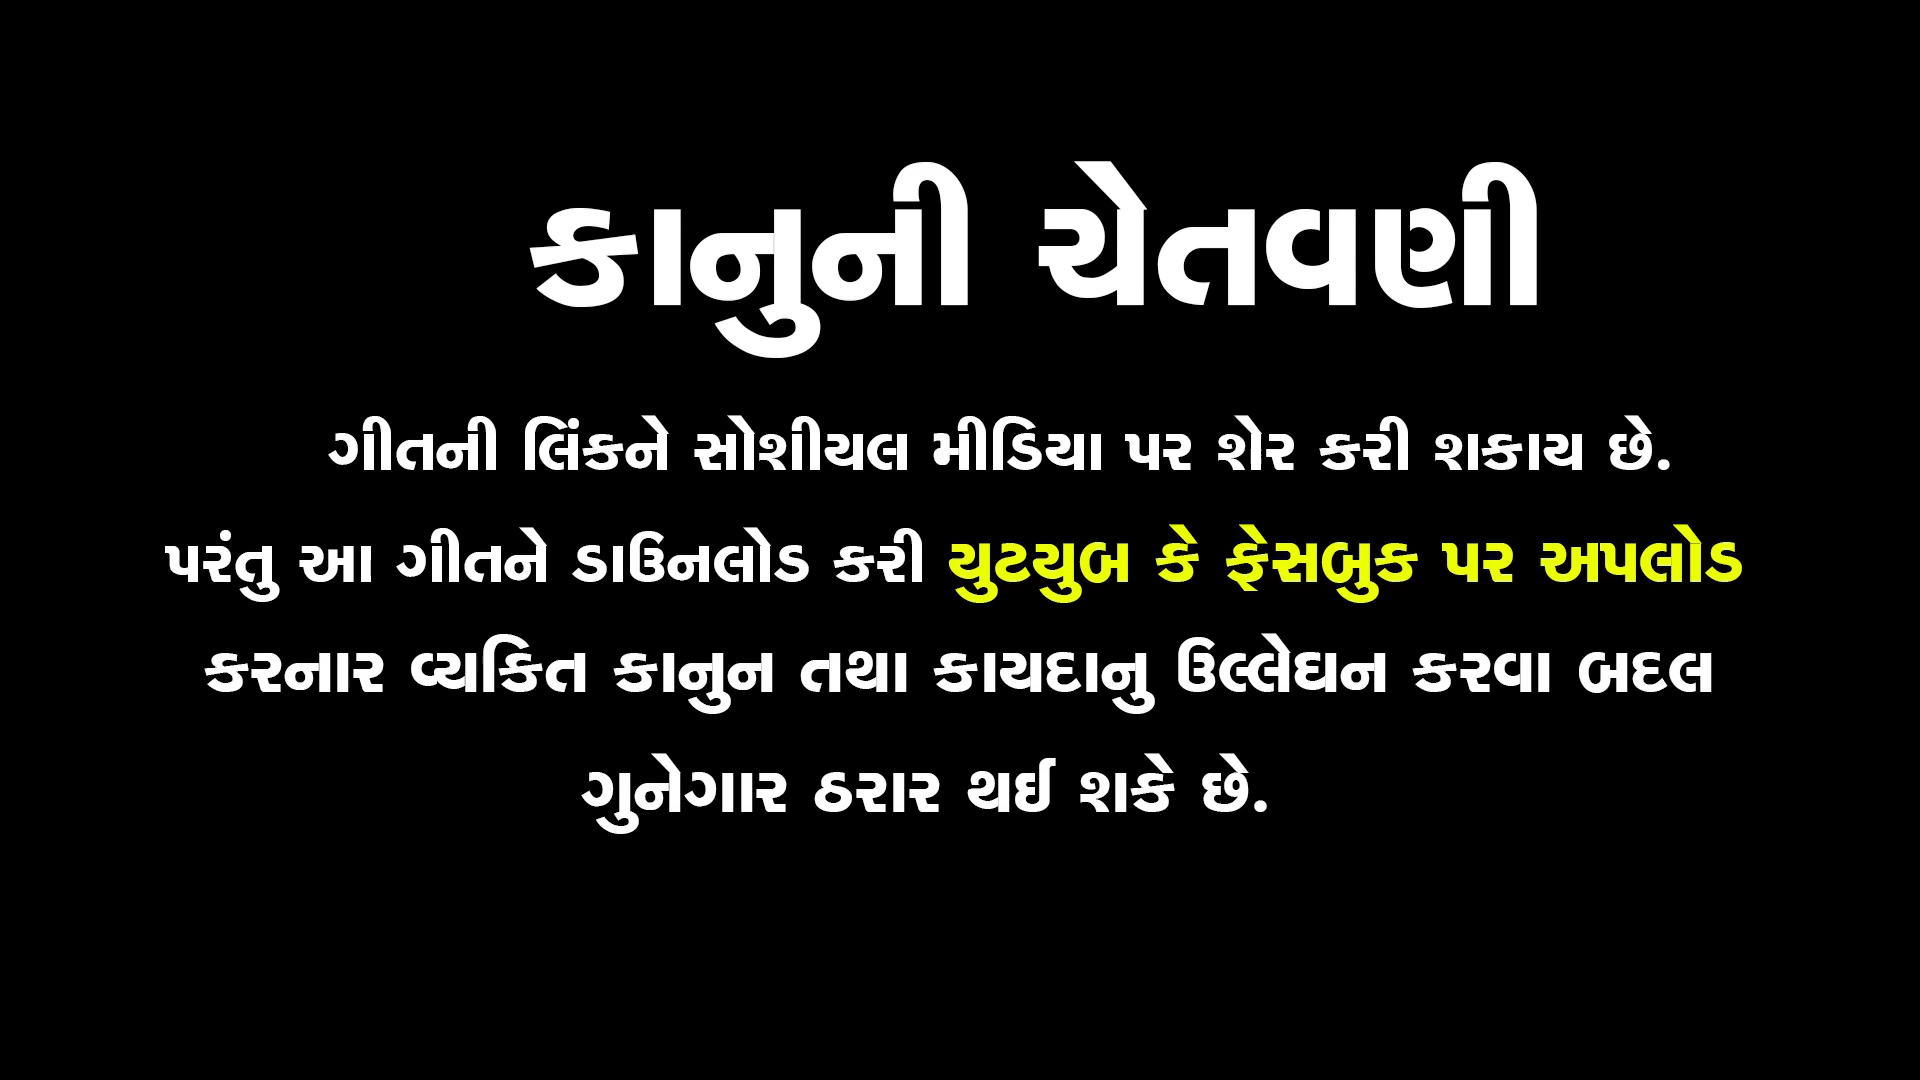 કાનુની ચેતવણી
ગીતની લિંકને સોશીયલ મીડિયા પર શેર કરી શકાય છે.
પરંતુ આ ગીતને ડાઉનલોડ કરી યુટયુબ કે ફેસબુક પર અપલોડ
કરનાર વ્યકિત કાનુન તથા કાયદાનુ ઉલ્લેઘન કરવા બદલ
ગુનેગાર ઠરાર થઈ શકે છે.